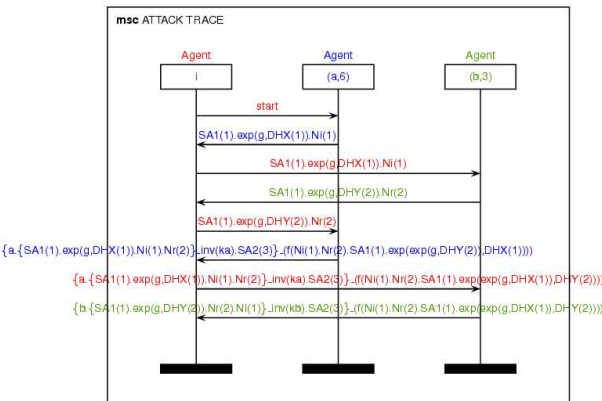 msc ATTACK TRACE
Agent Agent Agent
i (a,6) (b,3)
start
SA1(1).exp(g,DHX(1)).Ni(1)
SA1(1).exp(g,DHX(1)).Ni(1)
SA1(1).exp(g,DHY(2)).Nr(2)
SA1(1).exp(g,DHY(2)).Nr(2)
{a.{SA1(1).exp(g,DHX(1)).Ni(1).Nr(2)}_inv(ka).SA2(3)}_(f(Ni(1).Nr(2).SA1(1).exp(exp(g,DHY(2)),DHX(1))))
{a.{SA1(1).exp(g,DHX(1)).Ni(1).Nr(2)}_inv(ka).SA2(3)}_(f(Ni(1).Nr(2).SA1(1).exp(exp(g,DHX(1)),DHY(2))))
{b.{SA1(1).exp(g,DHY(2)).Nr(2).Ni(1)}_inv(kb).SA2(3)}_(f(Ni(1).Nr(2).SA1(1).exp(exp(g,DHX(1)),DHY(2))))